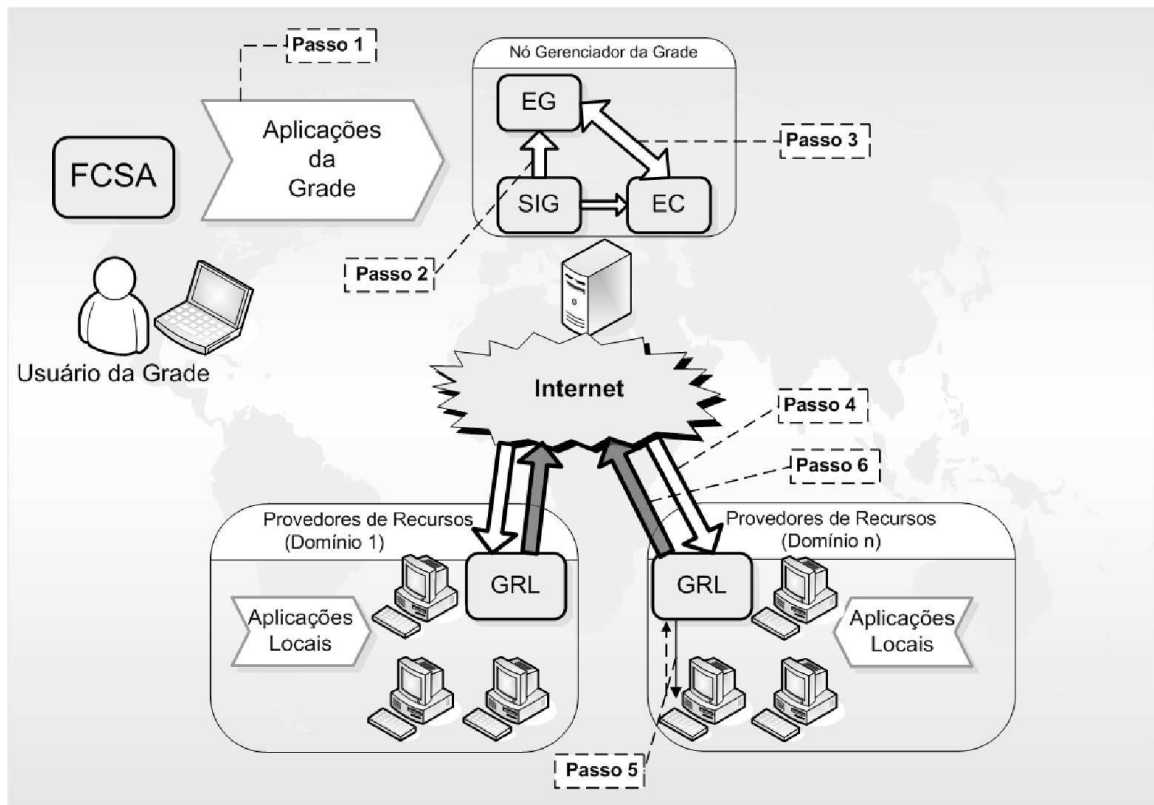 Passo 1
Nó Gerenciador da Grade
EG
Passo 3
Aplicações
da
Grade
FCSA
SIG
EC
Passo 2
Usuário da Grade
Internet
Passo 4
Passo 6
Provedores de Recursos
(Domínio 1)
Provedores de Recursos
(Domínio n)
GRL
GRL
Aplicações
Locais
Aplicações
Locais
Passo 5